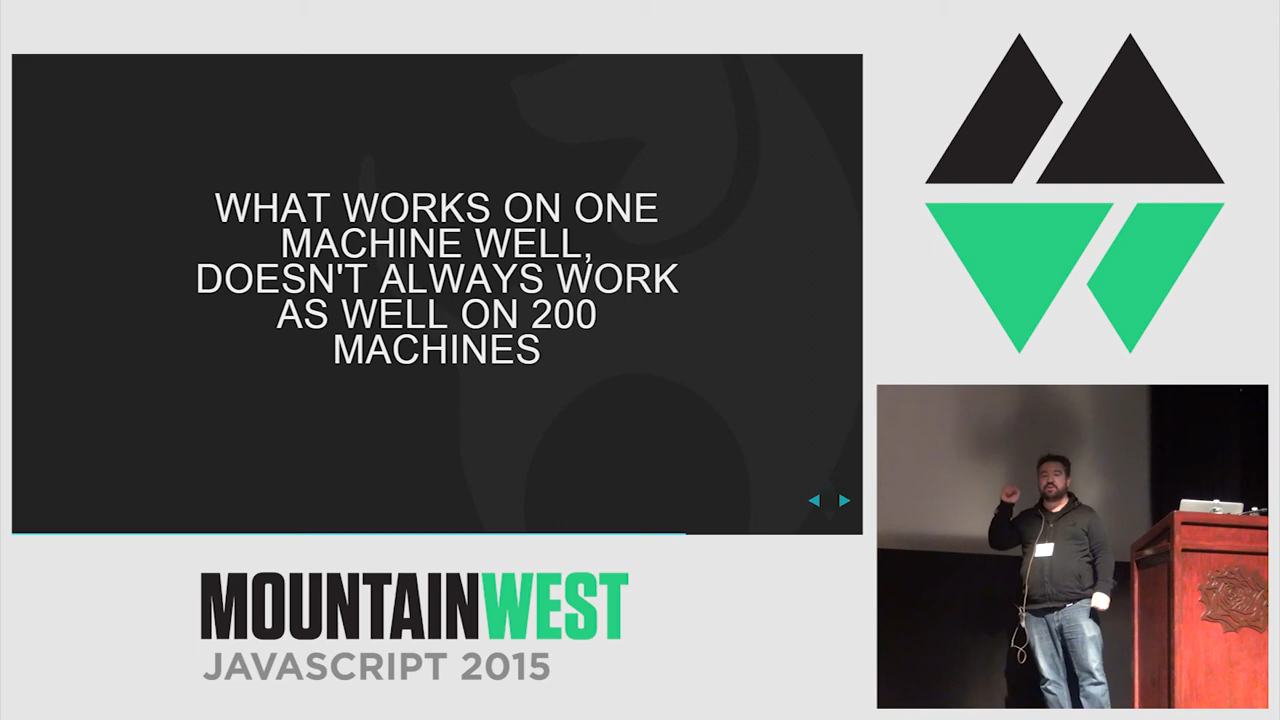 WHAT WORKS ON ONE
MACHINE WELL,
DOESN'T ALWAYS WORK
AS WELL ON 200
MACHINES
MOUNTAINWEST
JAVASCRIPT 2015